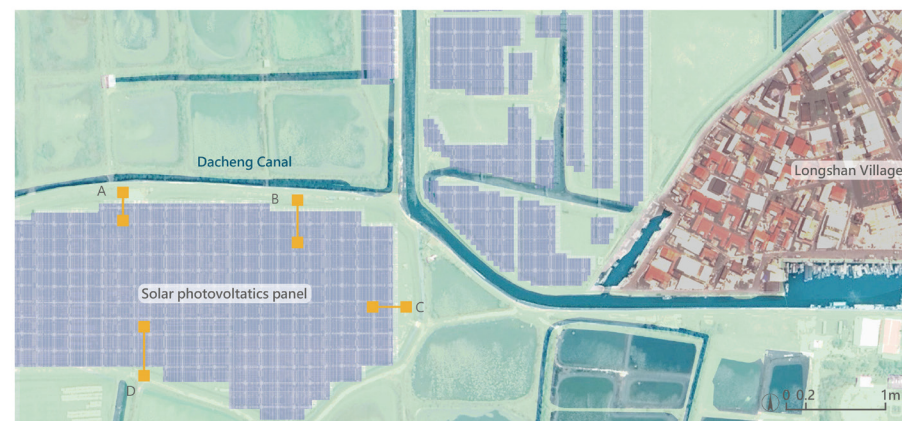 Dacheng Canal
A
B
Longshan Village
Solar photovoltatics panel
C
D
0 0.2 1m